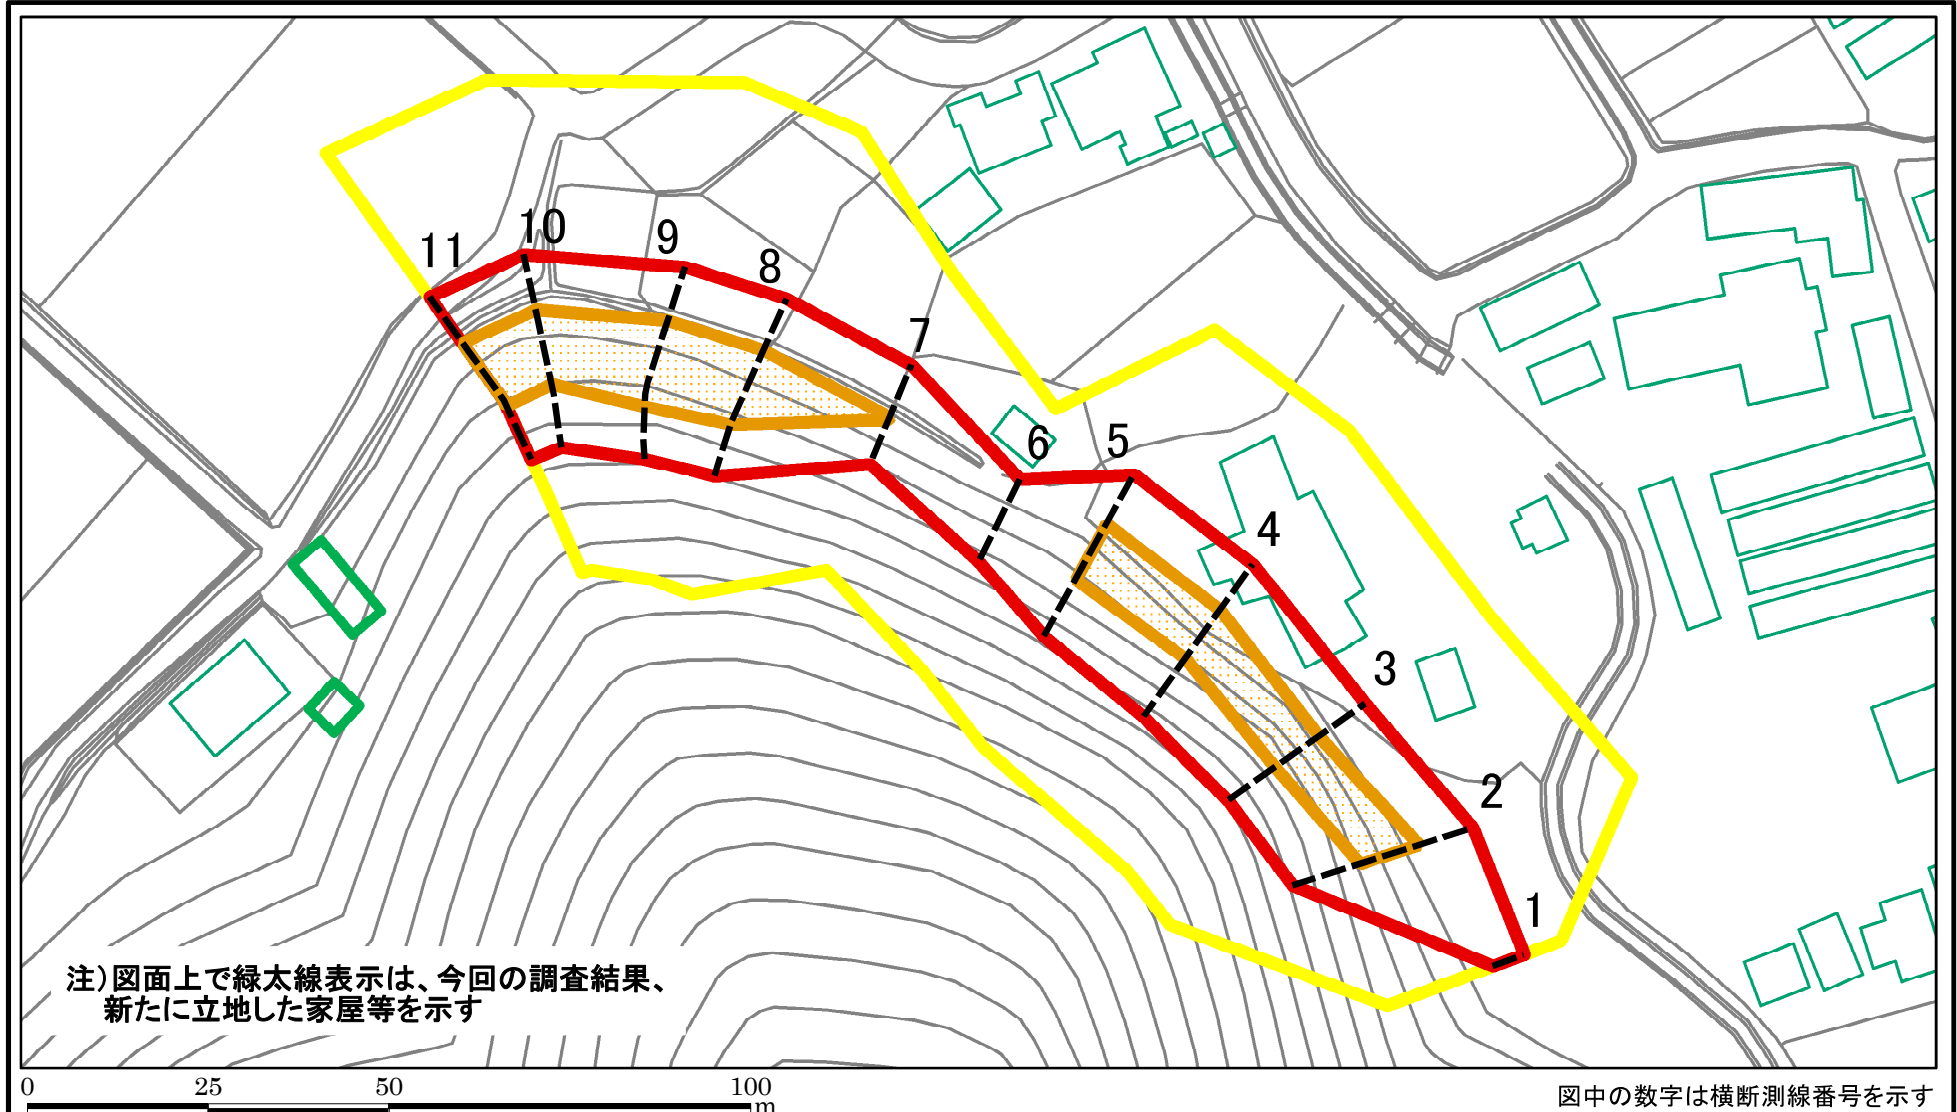 11
10
9
8
7
6
5
4
3
2
1
注）図面上で緑太線表示は、今回の調査結果、
新たに立地した家屋等を示す
0 25 50 100
m
図中の数字は横断測線番号を示す